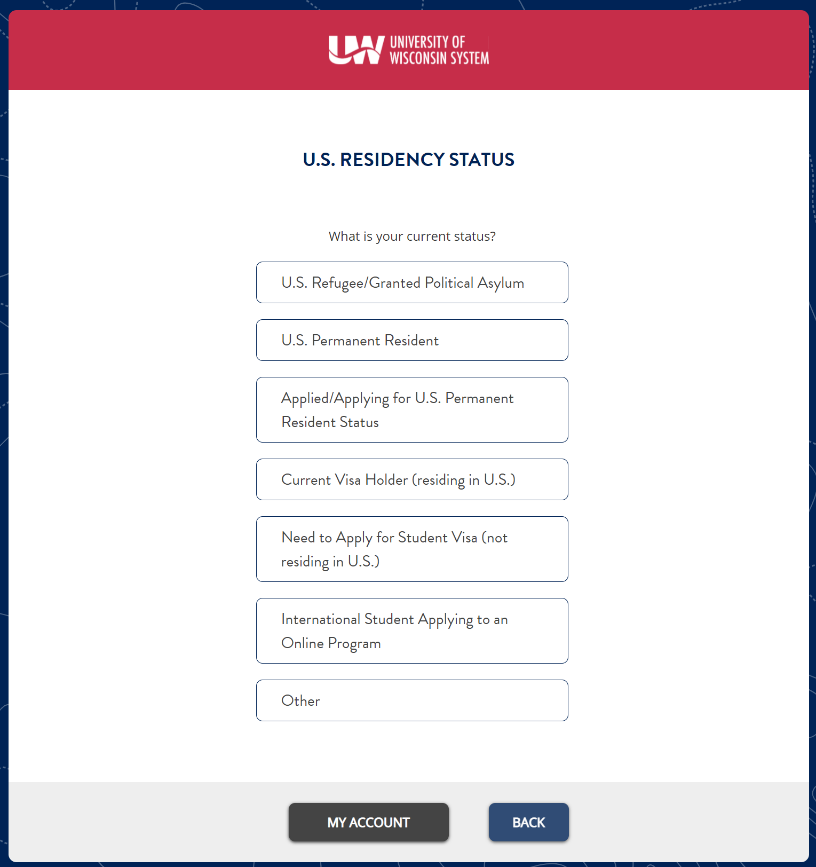 UW UNIVERSITY OF
WISCONSIN SYSTEM
U.S. RESIDENCY STATUS
What is your current status?
U.S. Refugee/Granted Political Asylum
U.S. Permanent Resident
Applied/Applying for U.S. Permanent
Resident Status
Current Visa Holder (residing in U.S.)
Need to Apply for Student Visa (not
residing in U.S.)
International Student Applying to an
Online Program
Other
MY ACCOUNT
BACK